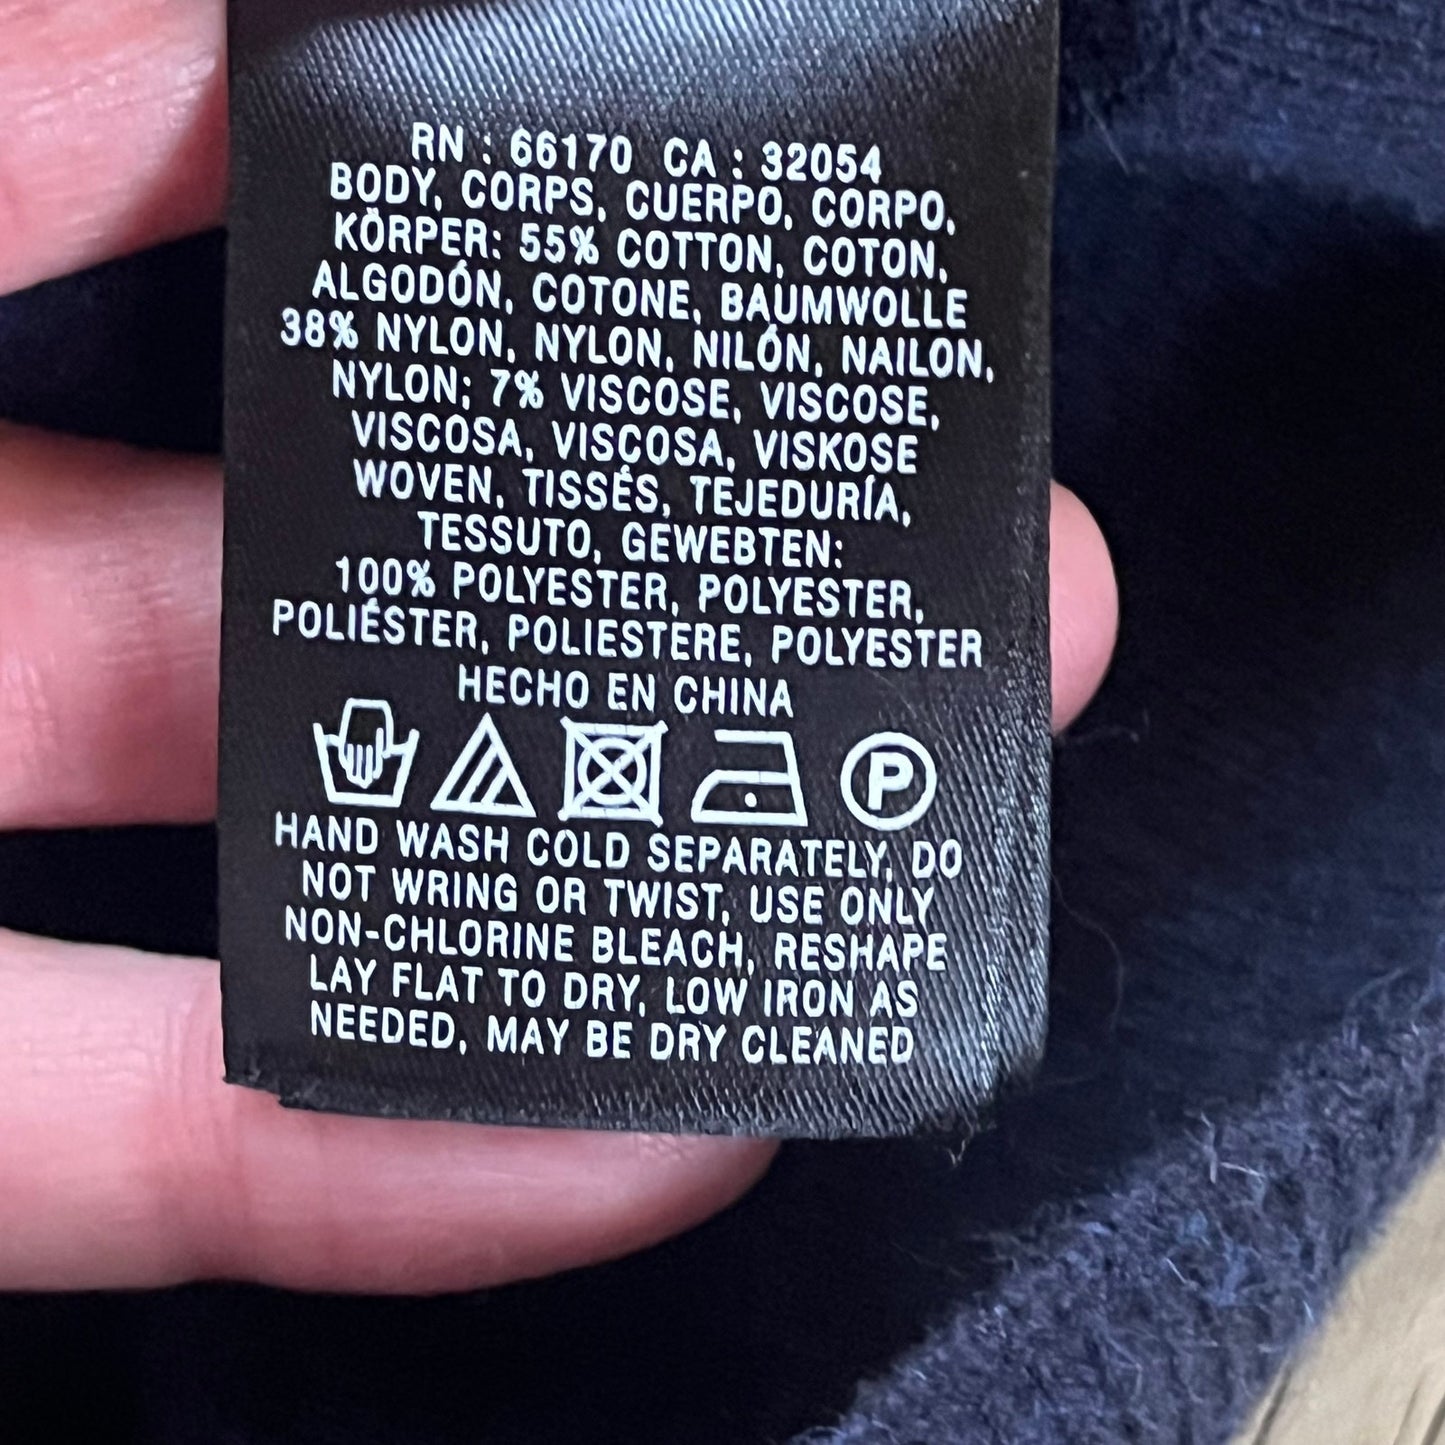 RN : 66170 CA : 32054
BODY, CORPS, CUERPO, CORPO,
KÖRPER: 55% COTTON, COTON,
ALGODÓN, COTONE, BAUMWOLLE
38% NYLON, NYLON, NILÓN, NAILON,
NYLON; 7% VISCOSE, VISCOSE,
VISCOSA, VISCOSA, VISKOSE
WOVEN, TISSÉS, TEJEDURÍA,
TESSUTO, GEWEBTEN:
100% POLYESTER, POLYESTER,
POLIÉSTER, POLIESTERE, POLYESTER
HECHO EN CHINA
P
HAND WASH COLD SEPARATELY, DO
NOT WRING OR TWIST, USE ONLY
NON-CHLORINE BLEACH, RESHAPE
LAY FLAT TO DRY, LOW IRON AS
NEEDED, MAY BE DRY CLEANED